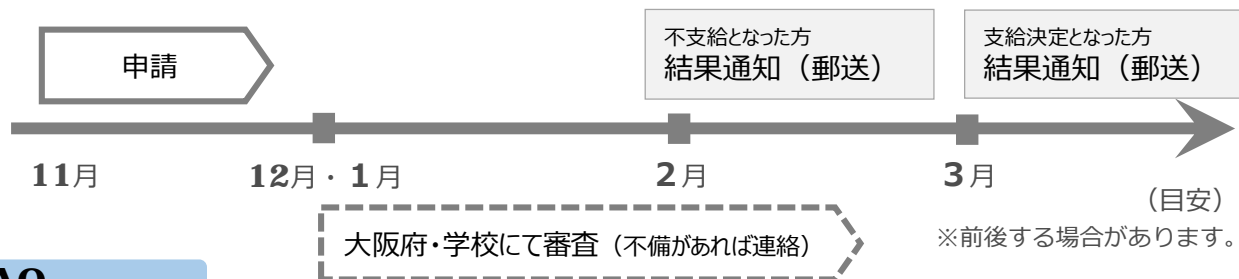 申請
不支給となった方
結果通知（郵送）
支給決定となった方
結果通知（郵送）
11月
12月・1月
2月
3月
（目安）
大阪府・学校にて審査（不備があれば連絡）
※前後する場合があります。
AQ